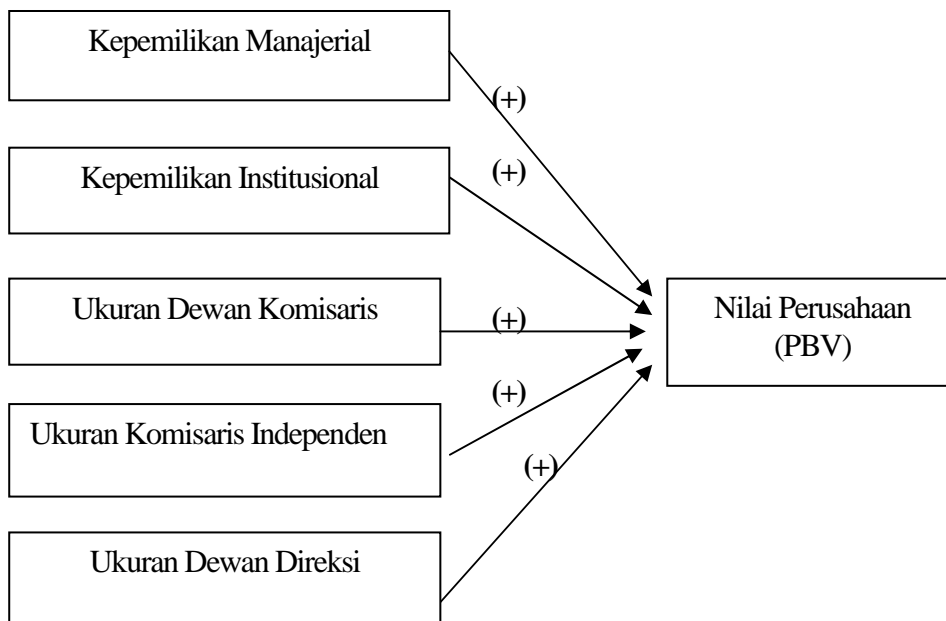 Kepemilikan Manajerial
(+)
Kepemilikan Institusional
(+)
Ukuran Dewan Komisaris
(+)
Nilai Perusahaan
(PBV)
Ukuran Komisaris Independen
(+)
Ukuran Dewan Direksi
(+)